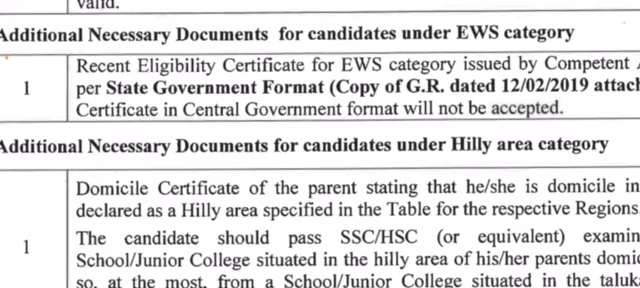 valid.
Additional Necessary Documents for candidates under EWS category
1
Recent Eligibility Certificate for EWS category issued by Competent
per State Government Format (Copy of G.R. dated 12/02/2019 attach
Certificate in Central Government format will not be accepted.
Additional Necessary Documents for candidates under Hilly area category
1
Domicile Certificate of the parent stating that he/she is domicile in
declared as a Hilly area specified in the Table for the respective Regions
The candidate should pass SSC/HSC (or equivalent) examin
School/Junior College situated in the hilly area of his/her parents domic
so, at the most, from a School/Junior College situated in the taluk